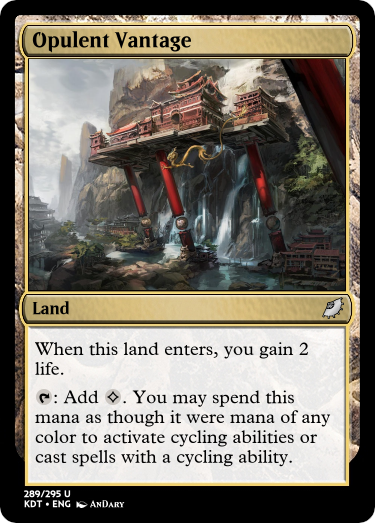 Opulent Vantage
Land
When this land enters, you gain 2
life.
: Add . You may spend this
mana as though it were mana of any
color to activate cycling abilities or
cast spells with a cycling ability.
289/295 U
KDT • ENG AnDary